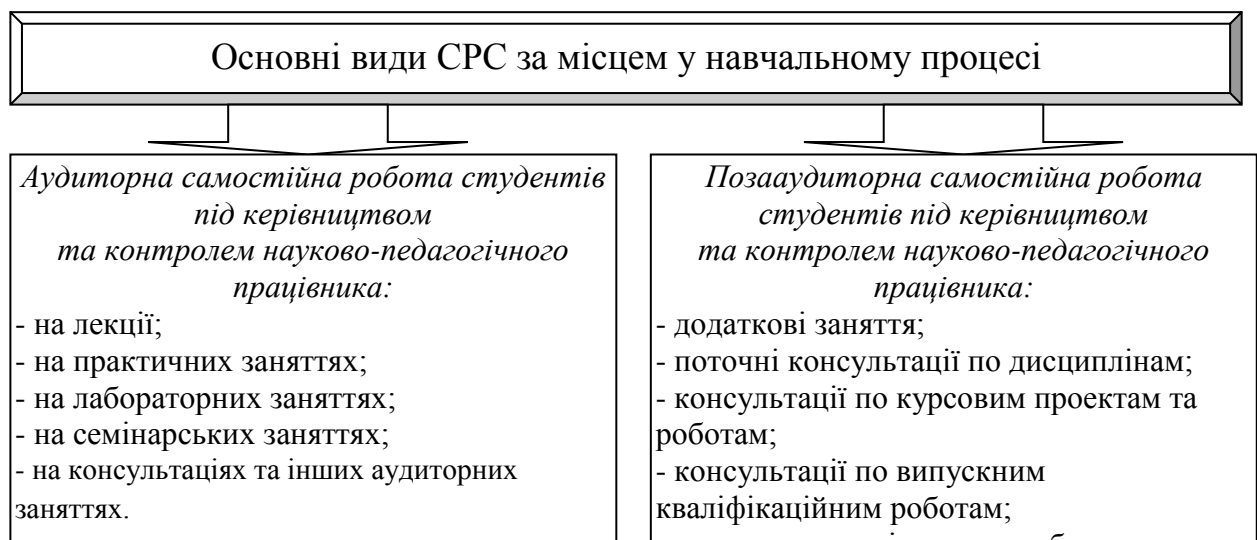 Основні види СРС за місцем у навчальному процесі
Аудиторна самостійна робота студентів
під керівництвом
та контролем науково-педагогічного
працівника:
- на лекції;
- на практичних заняттях;
- на лабораторних заняттях;
- на семінарських заняттях;
- на консультаціях та інших аудиторних
заняттях.
Позааудиторна самостійна робота
студентів під керівництвом
та контролем науково-педагогічного
працівника:
- додаткові заняття;
- поточні консультації по дисциплінам;
- консультації по курсовим проектам та
роботам;
- консультації по випускним
кваліфікаційним роботам;